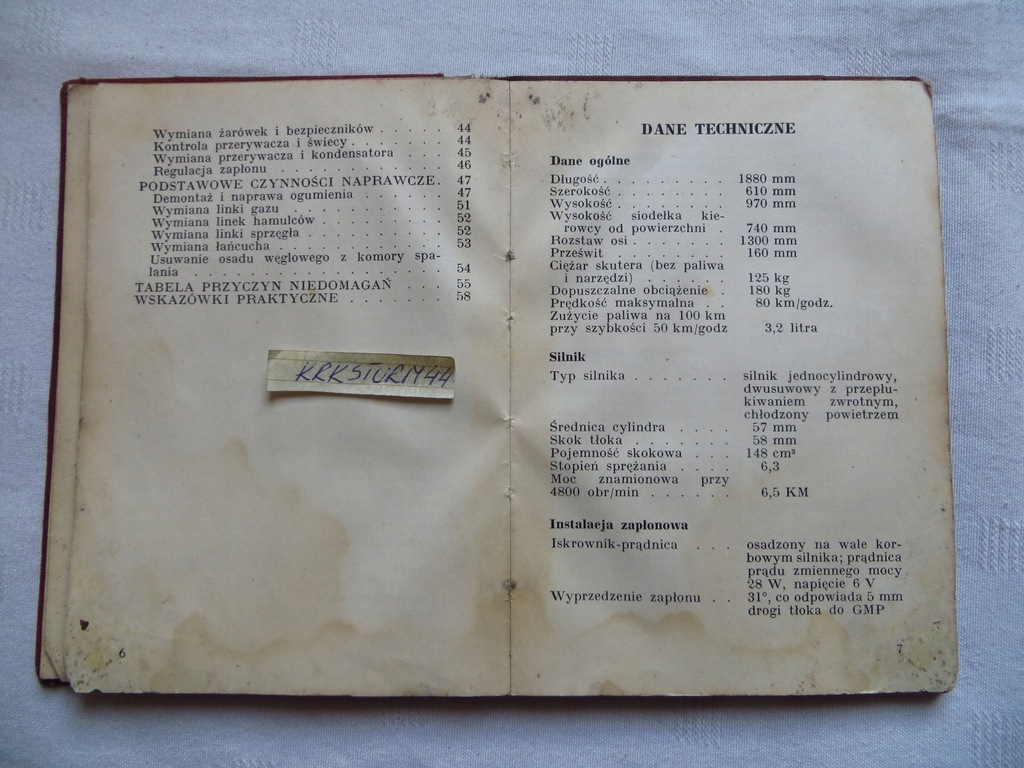 Wymiana żarówek i bezpieczników . . . . . 44
Kontrola przerywacza i świecy . . . . . . . 44
Wymiana przerywacza i kondensatora . . . 45
Regulacja zapłonu . . . . . . . . . . . . . 46
PODSTAWOWE CZYNNOŚCI NAPRAWCZE. 47
Demontaż i naprawa ogumienia . . . . . . 47
Wymiana linki gazu . . . . . . . . . . . . 51
Wymiana linek hamulców . . . . . . . . . 52
Wymiana linki sprzęgła . . . . . . . . . . 52
Wymiana łańcucha . . . . . . . . . . . . 53
Usuwanie osadu węglowego z komory spa-
lania . . . . . . . . . . . . . . . . . . 54
TABELA PRZYCZYN NIEDOMAGAŃ . . . 55
WSKAZÓWKI PRAKTYCZNE . . . . . . . 58
KRKSTURM44
6
DANE TECHNICZNE
Dane ogólne
Długość . . . . . . . . . 1880 mm
Szerokość . . . . . . . . 610 mm
Wysokość . . . . . . . . 970 mm
Wysokość siodełka kie-
rowcy od powierzchni . 740 mm
Rozstaw osi . . . . . . . 1300 mm
Prześwit . . . . . . . . . 160 mm
Ciężar skutera (bez paliwa
i narzędzi) . . . . . . . 125 kg
Dopuszczalne obciążenie . 180 kg
Prędkość maksymalna . . 80 km/godz.
Zużycie paliwa na 100 km
przy szybkości 50 km/godz 3,2 litra
Silnik
Typ silnika . . . . . . . silnik jednocylindrowy,
dwusuwowy z przepłu-
kiwaniem zwrotnym,
chłodzony powietrzem
Średnica cylindra . . . . 57 mm
Skok tłoka . . . . . . . 58 mm
Pojemność skokowa . . . 148 cm³
Stopień sprężania . . . . 6,3
Moc znamionowa przy
4800 obr/min . . . . . . 6,5 KM
Instalacja zapłonowa
Iskrownik-prądnica . . . osadzony na wale kor-
bowym silnika; prądnica
prądu zmiennego mocy
28 W, napięcie 6 V
Wyprzedzenie zapłonu . . 31°, co odpowiada 5 mm
drogi tłoka do GMP
7